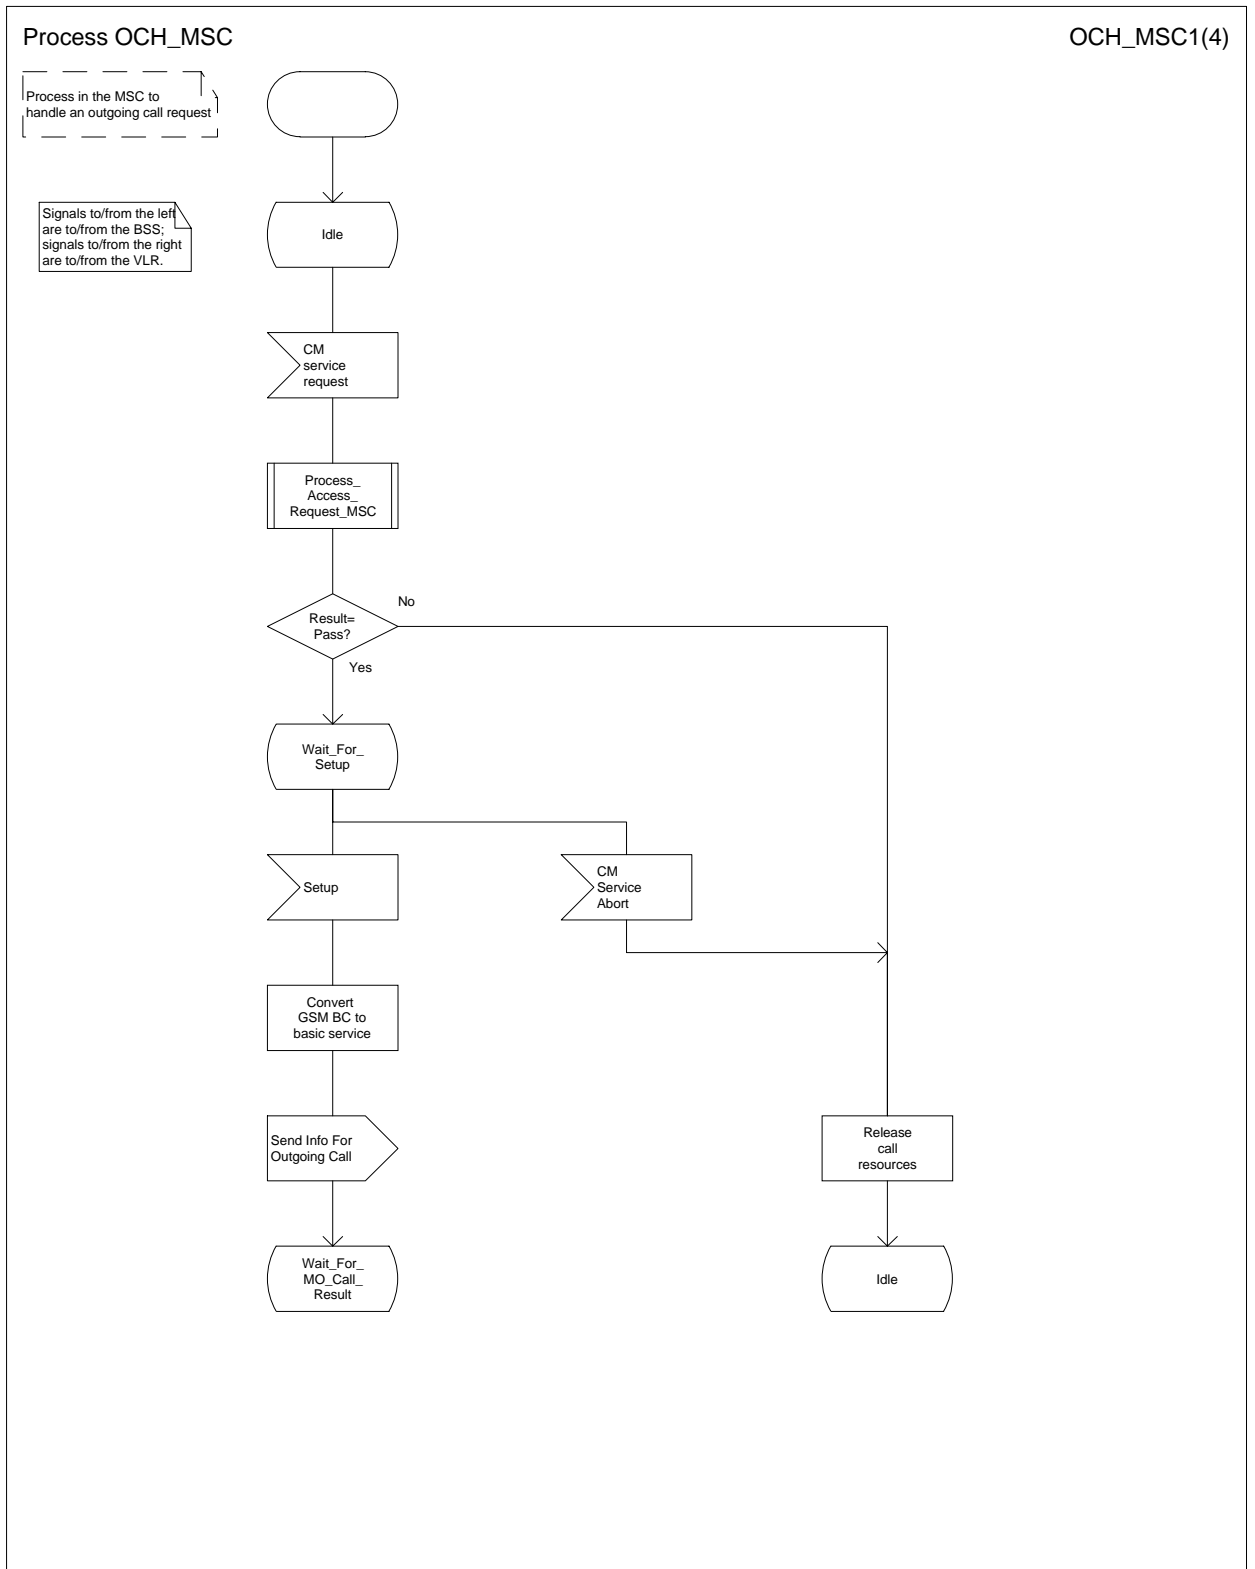 Process OCH_MSC
OCH_MSC1(4)
Process in the MSC to
handle an outgoing call request
Signals to/from the left
are to/from the BSS;
signals to/from the right
are to/from the VLR.
Idle
CM
service
request
Process_
Access_
Request_MSC
Result=
Pass?
No
Yes
Wait_For_
Setup
Setup
CM
Service
Abort
Convert
GSM BC to
basic service
Send Info For
Outgoing Call
Release
call
resources
Wait_For_
MO_Call_
Result
Idle